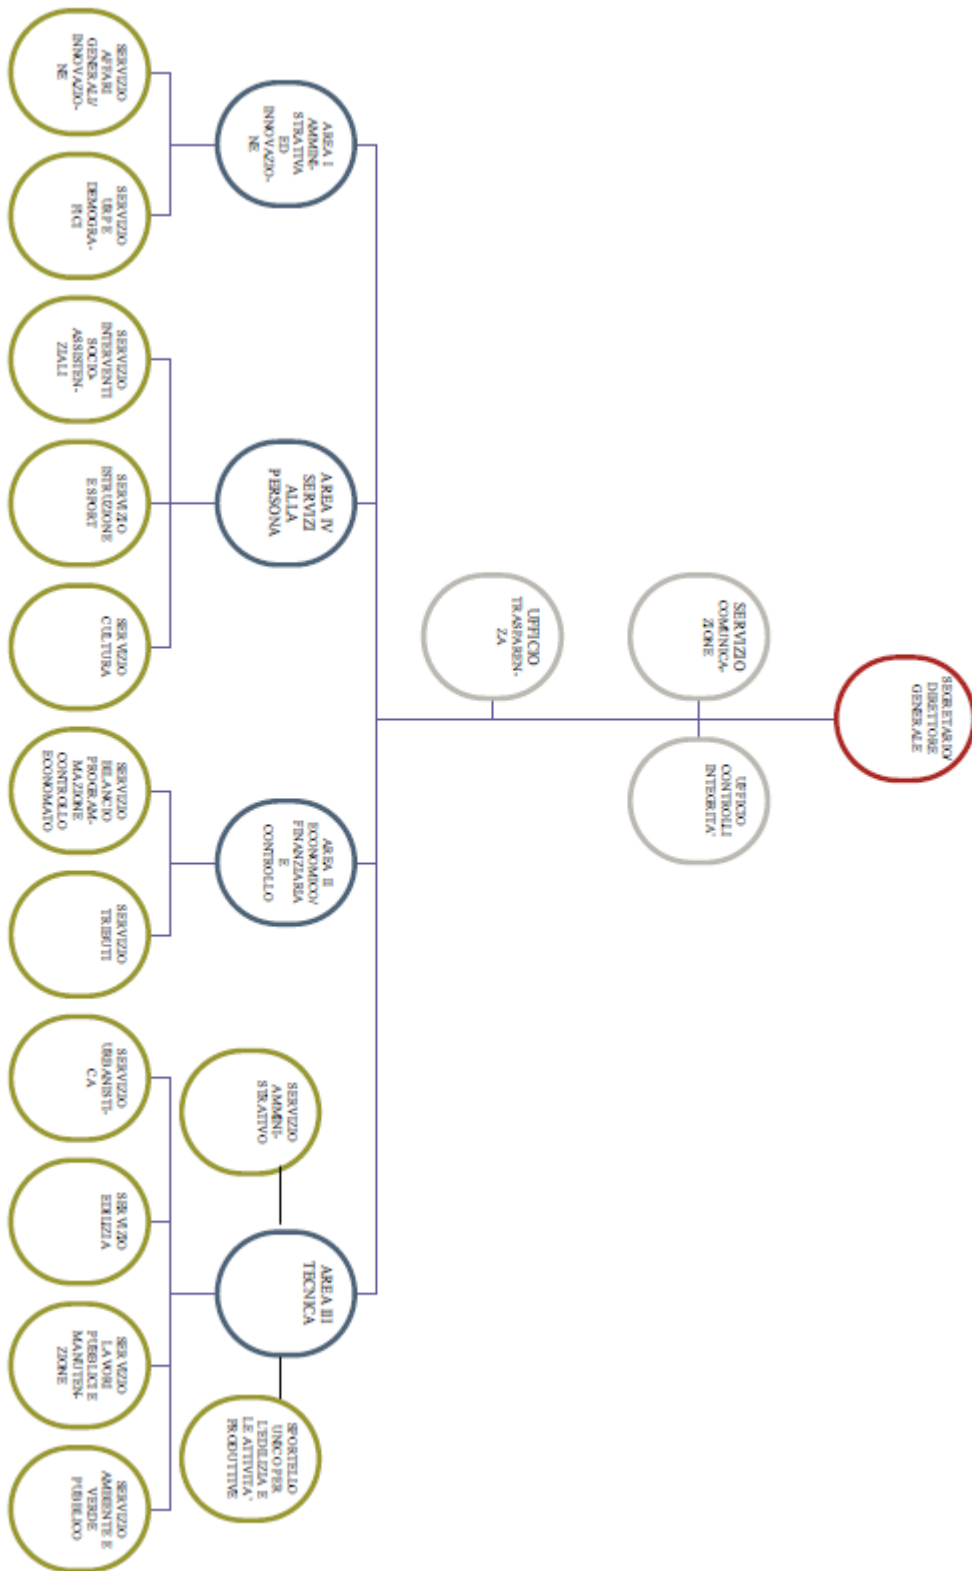 SEGRETARIO/
DIRETTORE
GENERALE
SERVIZIO
COMUNICA-
ZIONE
UFFICIO
CONTROLLI
INTEGRITA'
UFFICIO
TRASPAREN-
ZA
AREA I
AMMINI-
STRATIVA
ED
INNOVAZIO-
NE
AREA IV
SERVIZI
ALLA
PERSONA
AREA II
ECONOMICO/
FINANZIARIA
E
CONTROLLO
AREA III
TECNICA
SERVIZIO
AMMINI-
STRATIVO
SPORTELLO
UNICO PER
L'EDILIZIA E
LE ATTIVITA'
PRODUTTIVE
SERVIZIO
AFFARI
GENERALI/
INNOVAZIO-
NE
SERVIZIO
URP E
DEMOGRA-
FICI
SERVIZIO
INTERVENTI
SOCIO-
ASSISTEN-
ZIALI
SERVIZIO
ISTRUZIONE
E SPORT
SERVIZIO
CULTURA
SERVIZIO
BILANCIO
PROGRAM-
MAZIONE
CONTROLLO
ECONOMATO
SERVIZIO
TRIBUTI
SERVIZIO
URBANISTI-
CA
SERVIZIO
EDILIZIA
SERVIZIO
LAVORI
PUBBLICI E
MANUTEN-
ZIONE
SERVIZIO
AMBIENTE E
VERDE
PUBBLICO